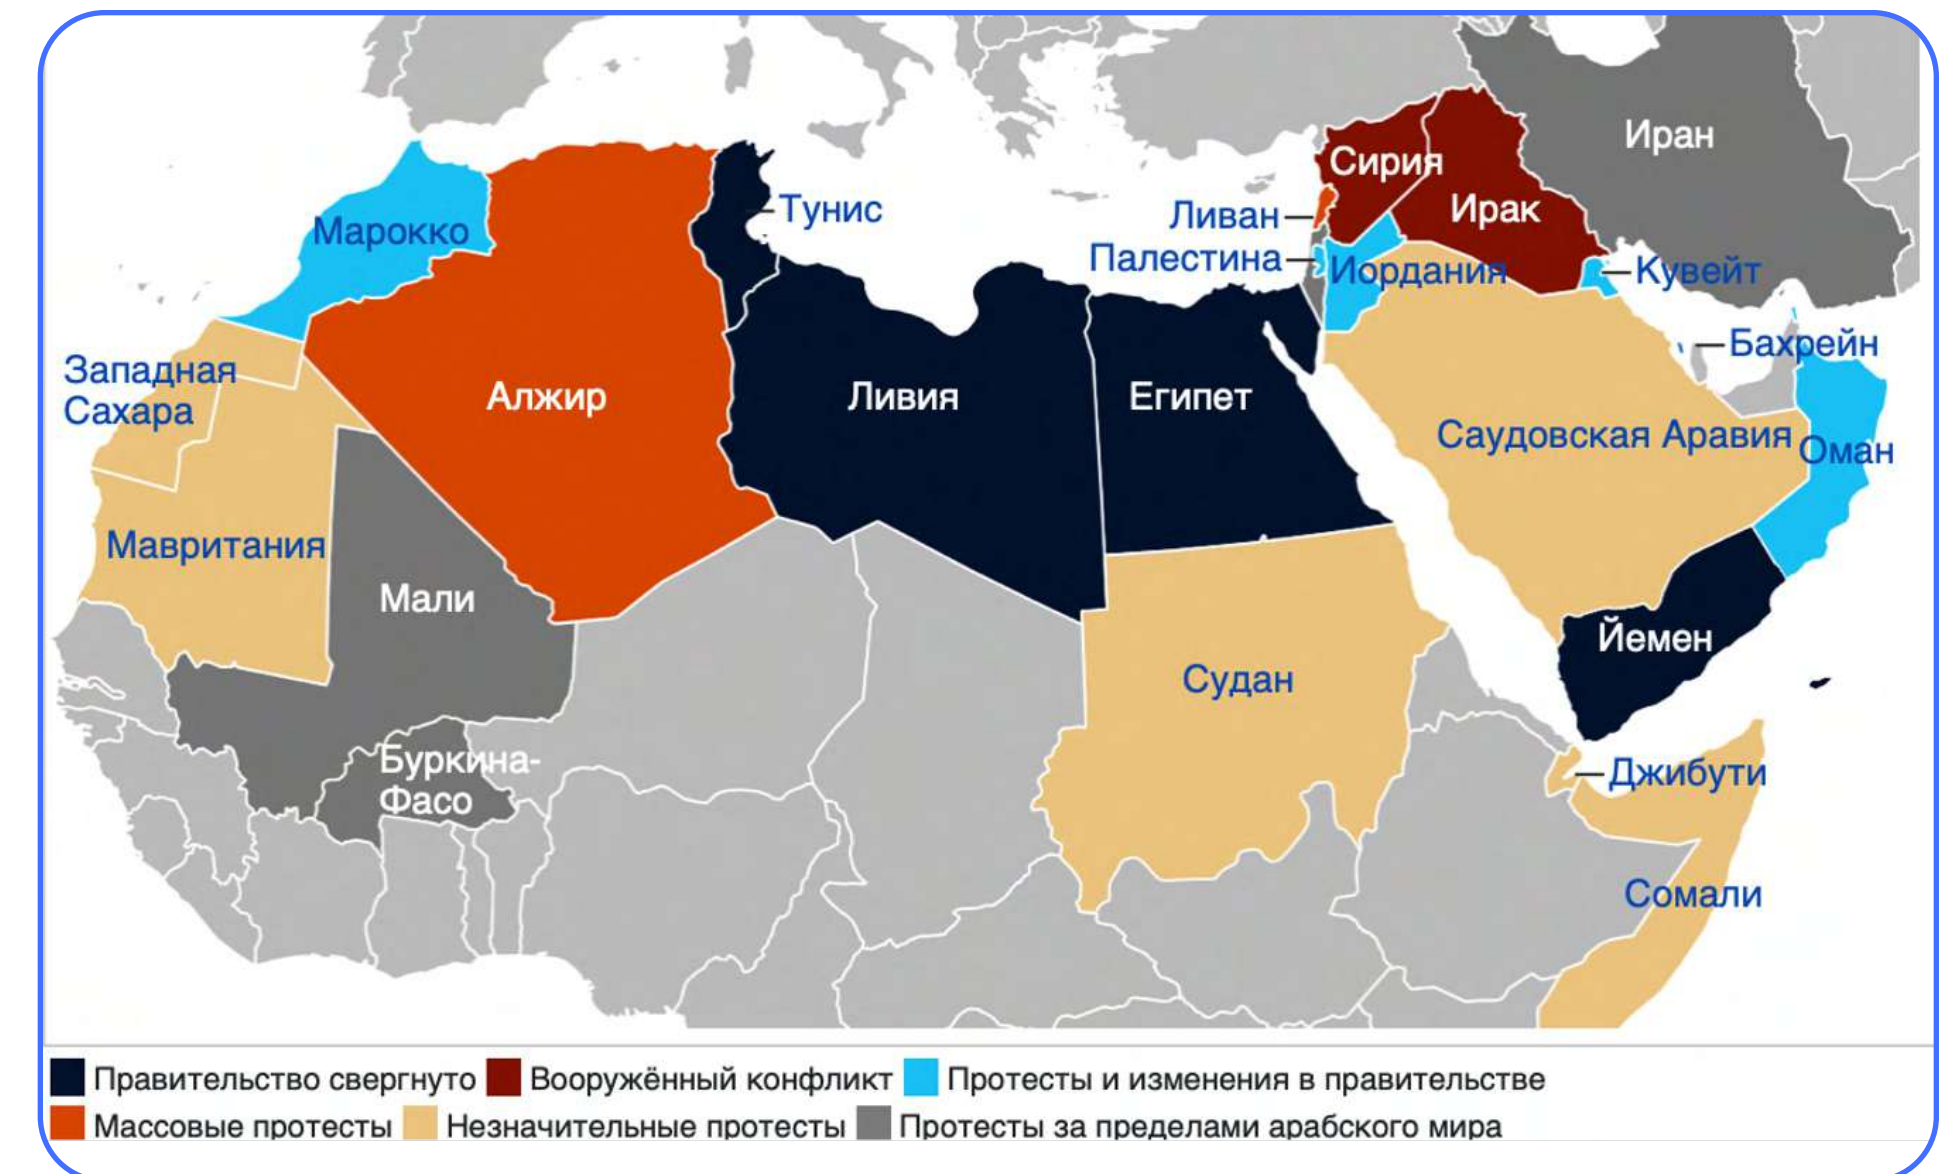 Иран
Сирия
Ирак
Марокко
Тунис
Ливан
Палестина
Иордания
Кувейт
Бахрейн
Западная
Сахара
Алжир
Ливия
Египет
Саудовская Аравия
Оман
Мавритания
Мали
Йемен
Судан
Буркина-
Фасо
Джибути
Сомали
Правительство свергнуто
Вооружённый конфликт
Протесты и изменения в правительстве
Массовые протесты
Незначительные протесты
Протесты за пределами арабского мира